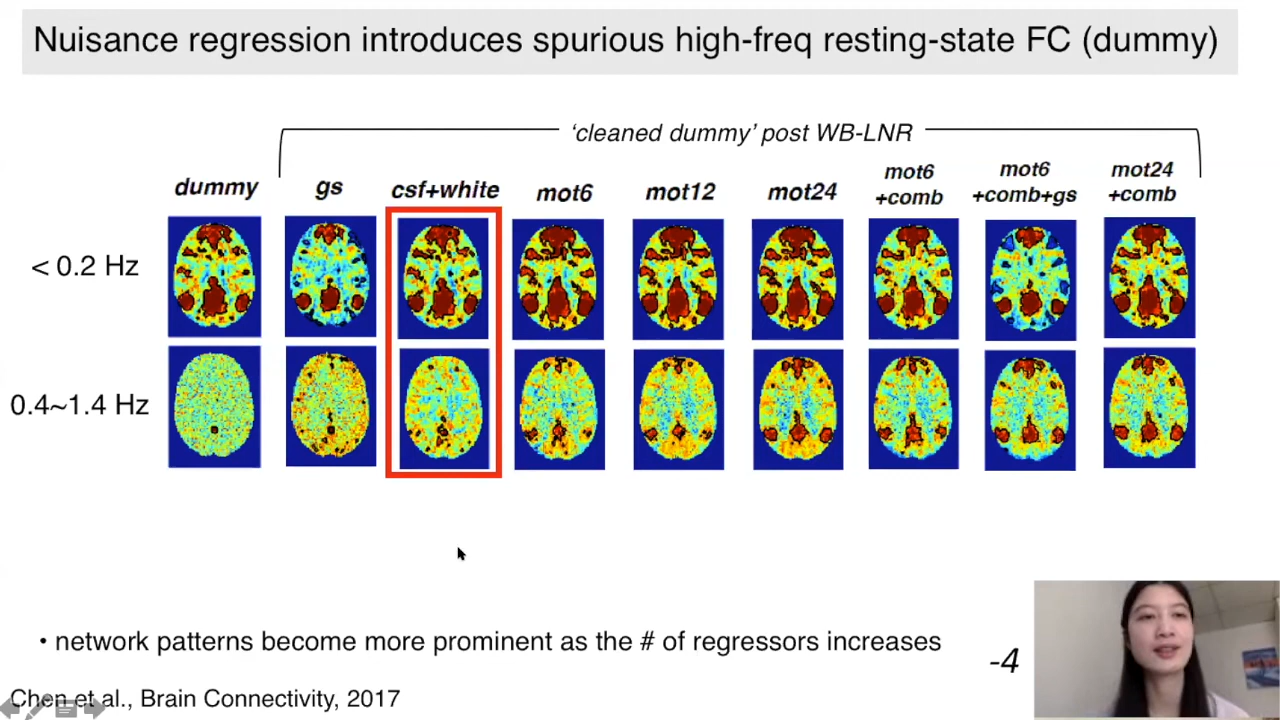 Nuisance regression introduces spurious high-freq resting-state FC (dummy)
‘cleaned dummy’ post WB-LNR
dummy
gs
csf+white
mot6
mot12
mot24
mot6
+comb
mot6
+comb+gs
mot24
+comb
< 0.2 Hz
0.4~1.4 Hz
• network patterns become more prominent as the # of regressors increases
-4
Chen et al., Brain Connectivity, 2017